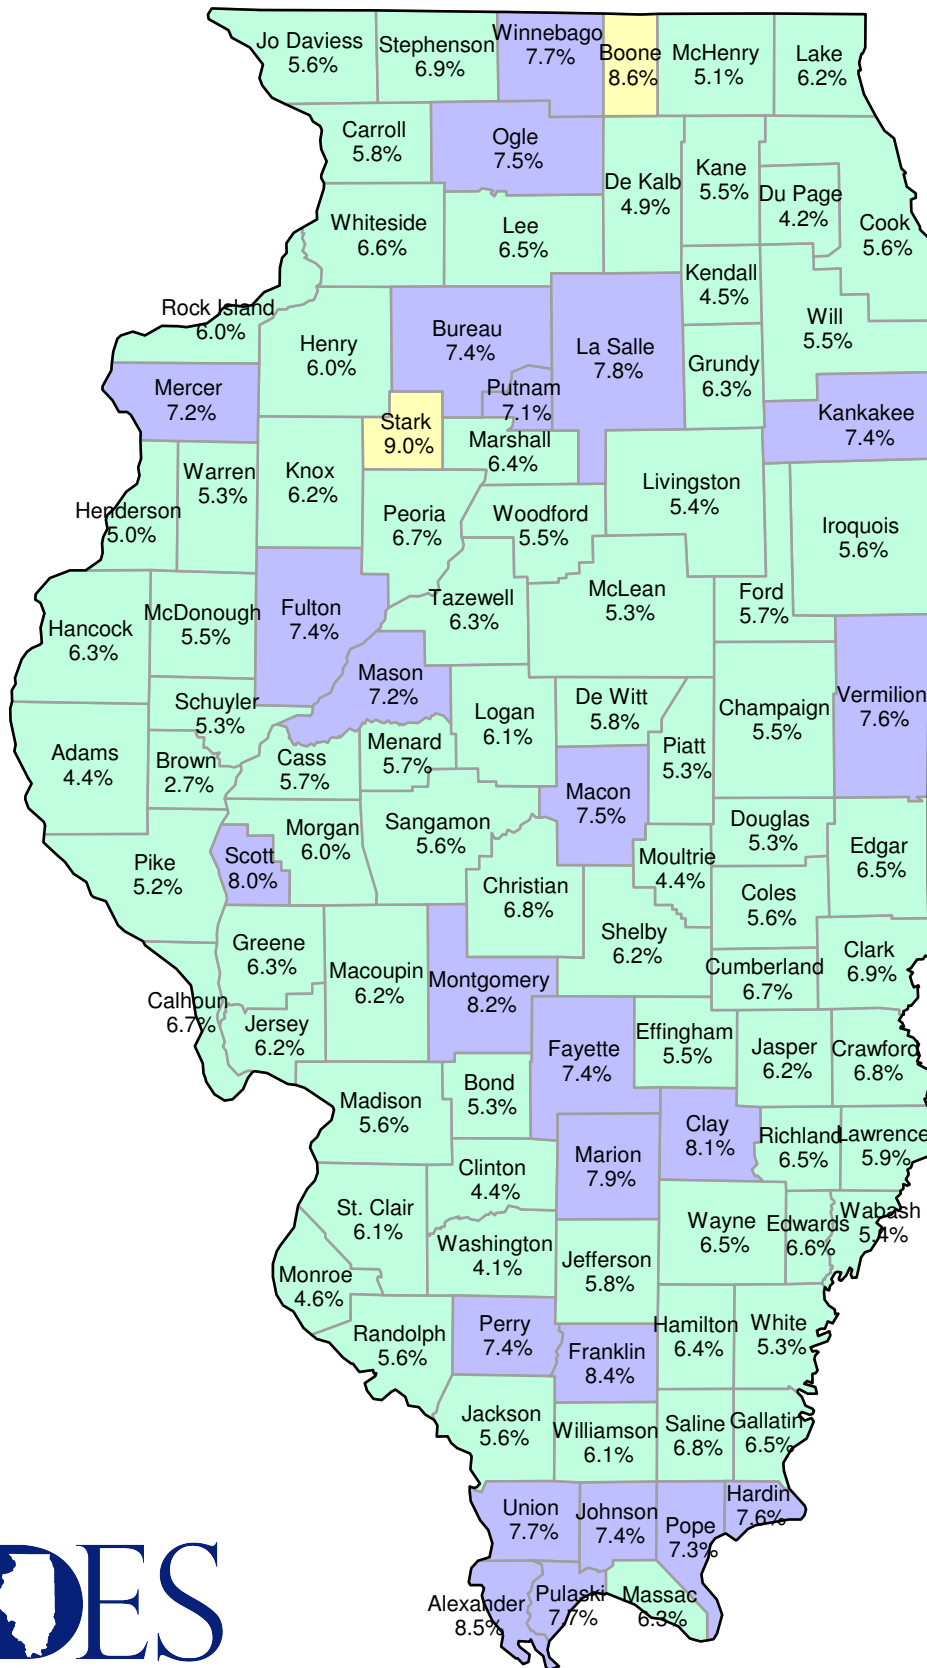 Jo Daviess
5.6%
Stephenson
6.9%
Winnebago
7.7%
Boone
8.6%
McHenry
5.1%
Lake
6.2%
Carroll
5.8%
Ogle
7.5%
De Kalb
4.9%
Kane
5.5%
Du Page
4.2%
Cook
5.6%
Whiteside
6.6%
Lee
6.5%
Kendall
4.5%
Rock Island
6.0%
Henry
6.0%
Bureau
7.4%
La Salle
7.8%
Will
5.5%
Grundy
6.3%
Mercer
7.2%
Putnam
7.1%
Kankakee
7.4%
Stark
9.0%
Marshall
6.4%
Warren
5.3%
Knox
6.2%
Livingston
5.4%
Henderson
5.0%
Peoria
6.7%
Woodford
5.5%
Iroquois
5.6%
Hancock
6.3%
McDonough
5.5%
Fulton
7.4%
Tazewell
6.3%
McLean
5.3%
Ford
5.7%
Mason
7.2%
Schuyler
5.3%
Logan
6.1%
De Witt
5.8%
Champaign
5.5%
Vermilion
7.6%
Adams
4.4%
Brown
2.7%
Cass
5.7%
Menard
5.7%
Piatt
5.3%
Macon
7.5%
Pike
5.2%
Scott
8.0%
Morgan
6.0%
Sangamon
5.6%
Douglas
5.3%
Edgar
6.5%
Christian
6.8%
Moultrie
4.4%
Coles
5.6%
Shelby
6.2%
Greene
6.3%
Macoupin
6.2%
Montgomery
8.2%
Cumberland
6.7%
Clark
6.9%
Calhoun
6.7%
Jersey
6.2%
Fayette
7.4%
Effingham
5.5%
Jasper
6.2%
Crawford
6.8%
Madison
5.6%
Bond
5.3%
Marion
7.9%
Clay
8.1%
Richland
6.5%
Lawrence
5.9%
Clinton
4.4%
St. Clair
6.1%
Washington
4.1%
Jefferson
5.8%
Wayne
6.5%
Edwards
6.6%
Wabash
5.4%
Monroe
4.6%
Randolph
5.6%
Perry
7.4%
Franklin
8.4%
Hamilton
6.4%
White
5.3%
Jackson
5.6%
Williamson
6.1%
Saline
6.8%
Gallatin
6.5%
Union
7.7%
Johnson
7.4%
Pope
7.3%
Hardin
7.6%
Alexander
8.5%
Pulaski
7.7%
Massac
6.3%
DES